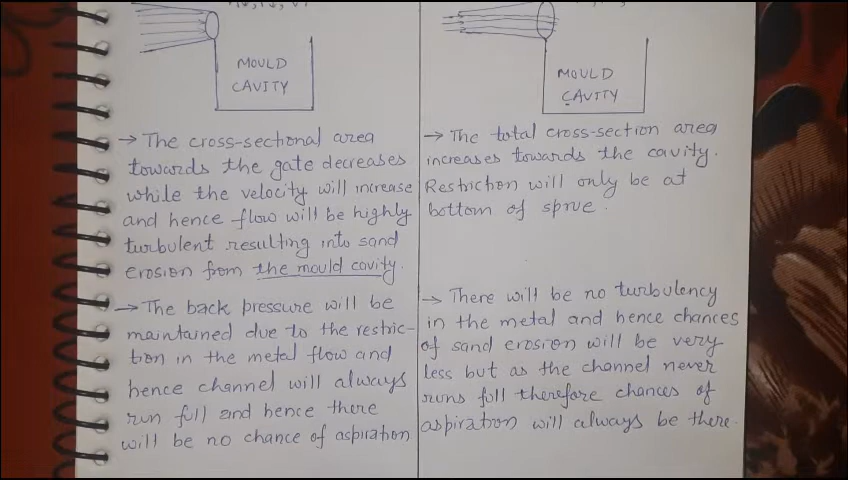 MOULD
CAVITY
→ The cross-sectional area
towards the gate decreases
while the velocity will increase
and hence flow will be highly
turbulent resulting into sand
erosion from the mould cavity.
→ The back pressure will be
maintained due to the restric-
tion in the metal flow and
hence channel will always
run full and hence there
will be no chance of aspiration
MOULD
CAVITY
→ The total cross-section area
increases towards the cavity.
Restriction will only be at
bottom of sprue.
→ There will be no turbulency
in the metal and hence chances
of sand erosion will be very
less but as the channel never
runs full therefore chances of
aspiration will always be there.